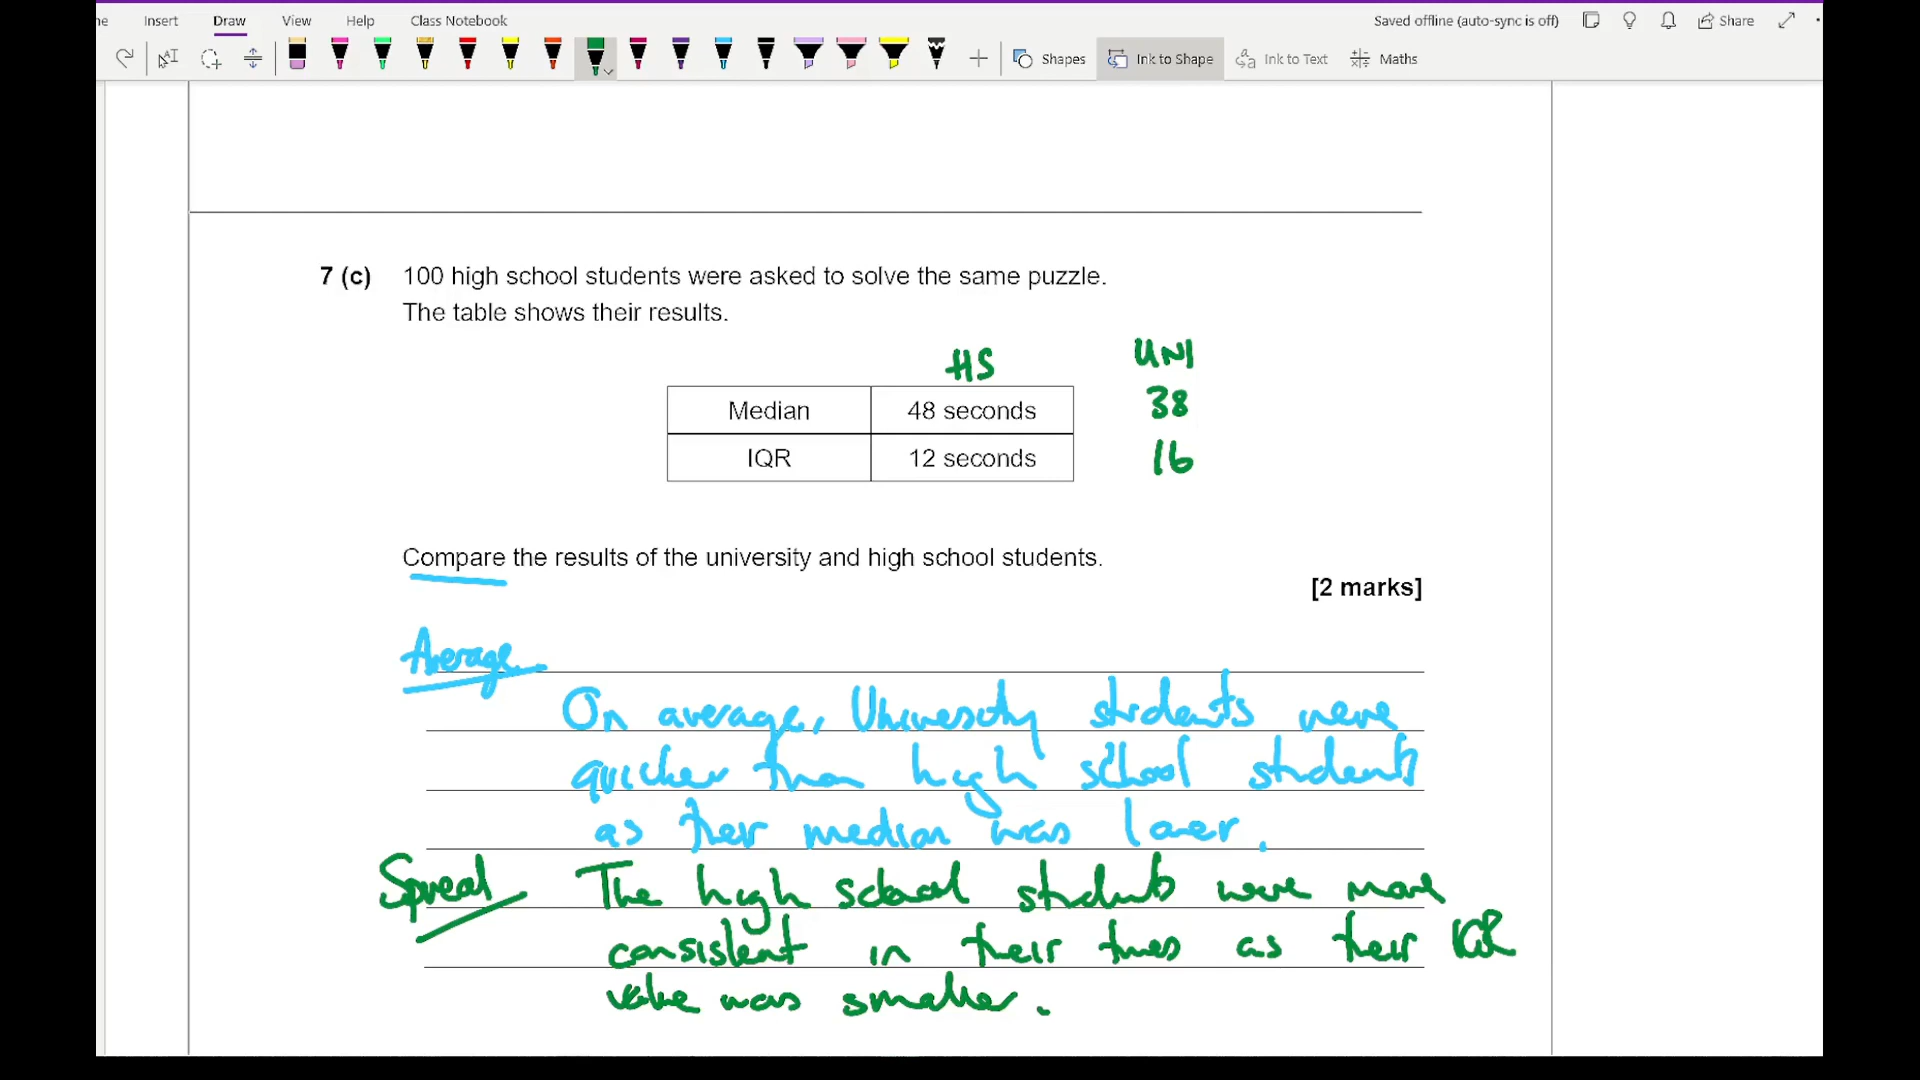 ne Insert Draw View Help Class Notebook Saved offline (auto-sync is off) Share
Shapes Ink to Shape Ink to Text Maths
7 (c) 100 high school students were asked to solve the same puzzle.
The table shows their results.
HS UNI
Median 48 seconds 38
IQR 12 seconds 16
Compare the results of the university and high school students.
[2 marks]
Average
On average, University students were
quicker than high school students
as their median was lower.
Spread The high school students were more
consistent in their times as their IQR
value was smaller.